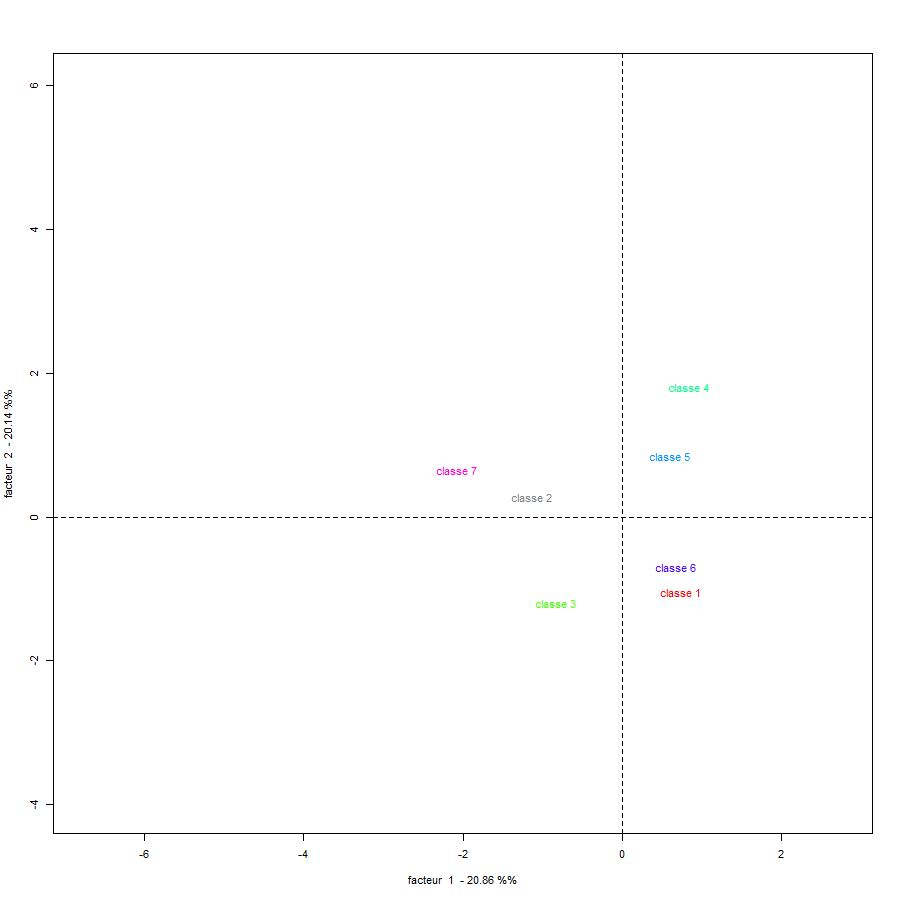 6
4
2
0
-2
-4
facteur 2 - 20.14 %%
classe 4
classe 5
classe 7
classe 2
classe 6
classe 1
classe 3
-6 -4 -2 0 2
facteur 1 - 20.86 %%